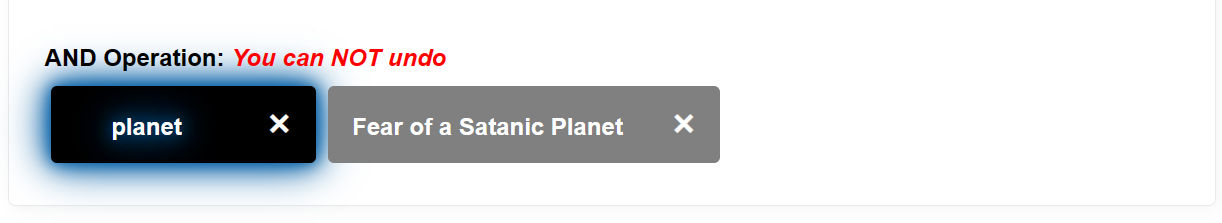 AND Operation: You can NOT undo
planet ✕ Fear of a Satanic Planet ✕